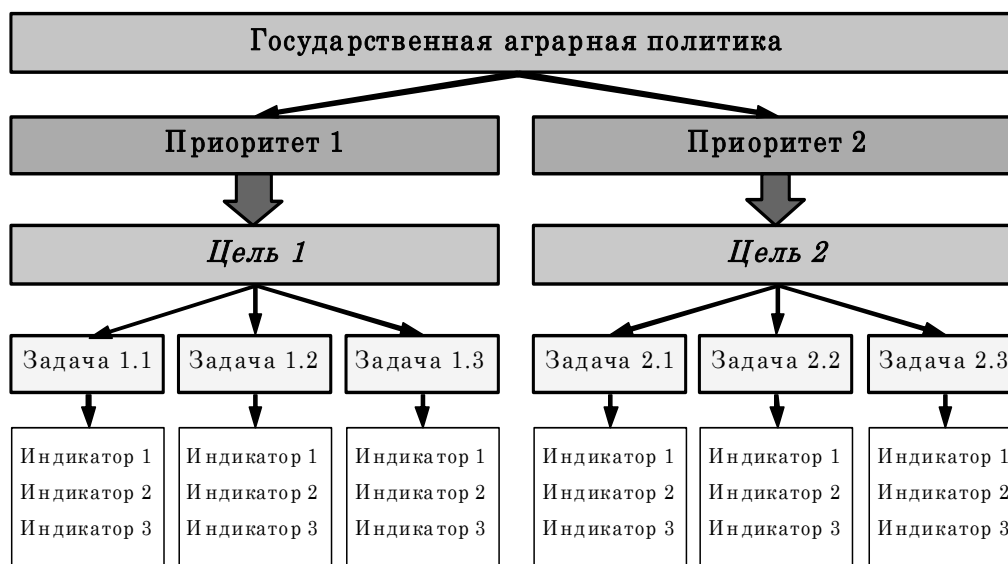 Государственная аграрная политика
Приоритет 1
Приоритет 2
Цель 1
Цель 2
Задача 1.1
Задача 1.2
Задача 1.3
Задача 2.1
Задача 2.2
Задача 2.3
Индикатор 1
Индикатор 2
Индикатор 3
Индикатор 1
Индикатор 2
Индикатор 3
Индикатор 1
Индикатор 2
Индикатор 3
Индикатор 1
Индикатор 2
Индикатор 3
Индикатор 1
Индикатор 2
Индикатор 3
Индикатор 1
Индикатор 2
Индикатор 3